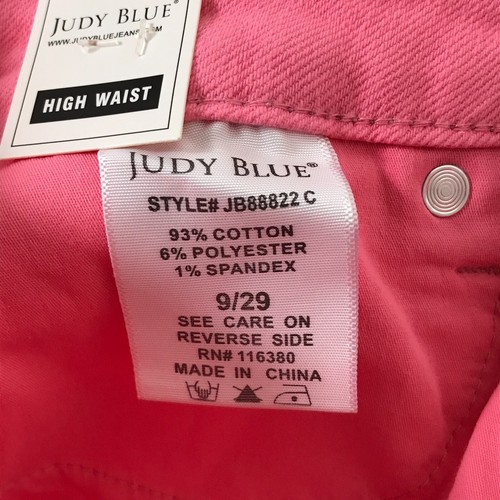 JUDY BLUE
WWW.JUDYBLUEJEANS.COM
HIGH WAIST
JUDY BLUE®
STYLE# JB88822 C
93% COTTON
6% POLYESTER
1% SPANDEX
9/29
SEE CARE ON
REVERSE SIDE
RN# 116380
MADE IN CHINA